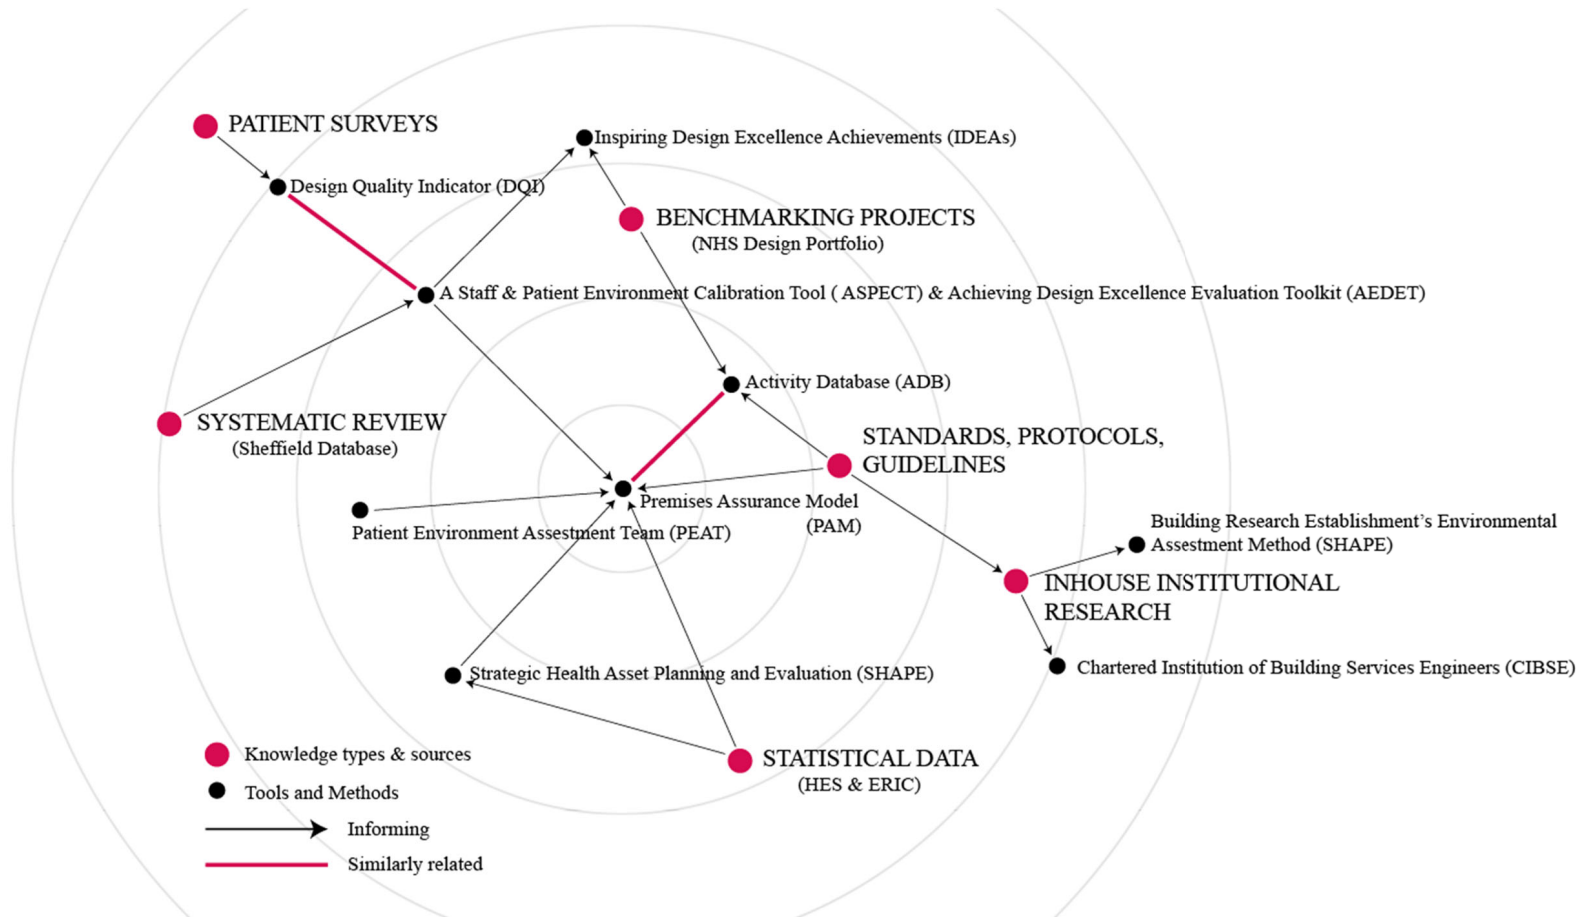 PATIENT SURVEYS
Inspiring Design Excellence Achievements (IDEAs)
Design Quality Indicator (DQI)
BENCHMARKING PROJECTS
(NHS Design Portfolio)
A Staff & Patient Environment Calibration Tool ( ASPECT) & Achieving Design Excellence Evaluation Toolkit (AEDET)
Activity Database (ADB)
SYSTEMATIC REVIEW
(Sheffield Database)
STANDARDS, PROTOCOLS,
GUIDELINES
Premises Assurance Model
(PAM)
Patient Environment Assestment Team (PEAT)
Building Research Establishment's Environmental
Assestment Method (SHAPE)
INHOUSE INSTITUTIONAL
RESEARCH
Chartered Institution of Building Services Engineers (CIBSE)
Strategic Health Asset Planning and Evaluation (SHAPE)
STATISTICAL DATA
(HES & ERIC)
Knowledge types & sources
Tools and Methods
Informing
Similarly related